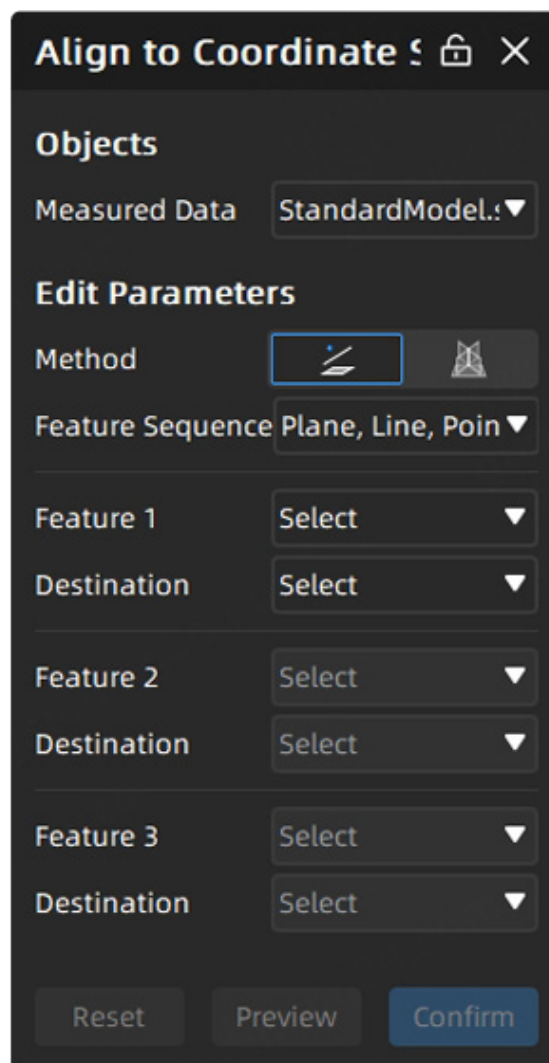 Align to Coordinate S
Objects
Measured Data StandardModel.s
Edit Parameters
Method
Feature Sequence Plane, Line, Poin
Feature 1 Select
Destination Select
Feature 2 Select
Destination Select
Feature 3 Select
Destination Select
Reset Preview Confirm